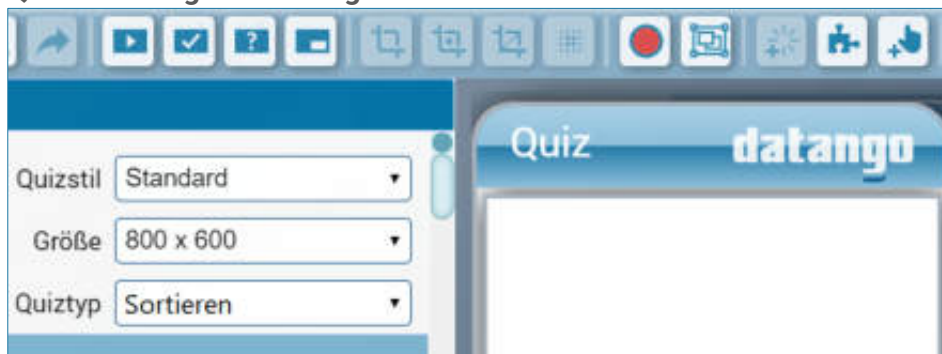 Quiz datango
Quizstil Standard
Größe 800 x 600
Quiztyp Sortieren